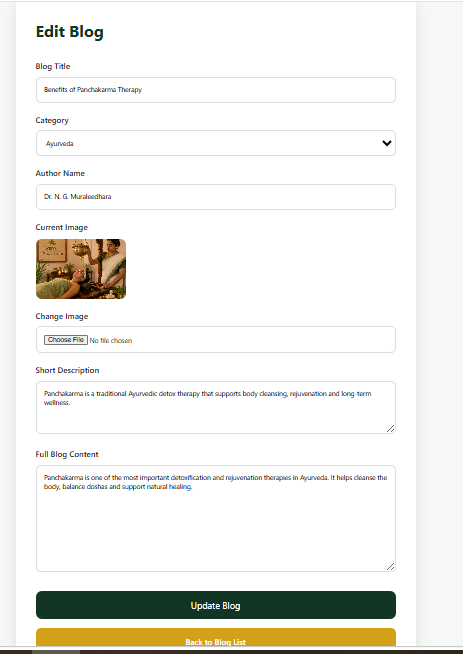 Edit Blog
Blog Title
Benefits of Panchakarma Therapy
Category
Ayurveda
Author Name
Dr. N. G. Muraleedhara
Current Image
Change Image
Choose File No file chosen
Short Description
Panchakarma is a traditional Ayurvedic detox therapy that supports body cleansing, rejuvenation and long-term
wellness.
Full Blog Content
Panchakarma is one of the most important detoxification and rejuvenation therapies in Ayurveda. It helps cleanse the
body, balance doshas and support natural healing.
Update Blog
Back to Blog List